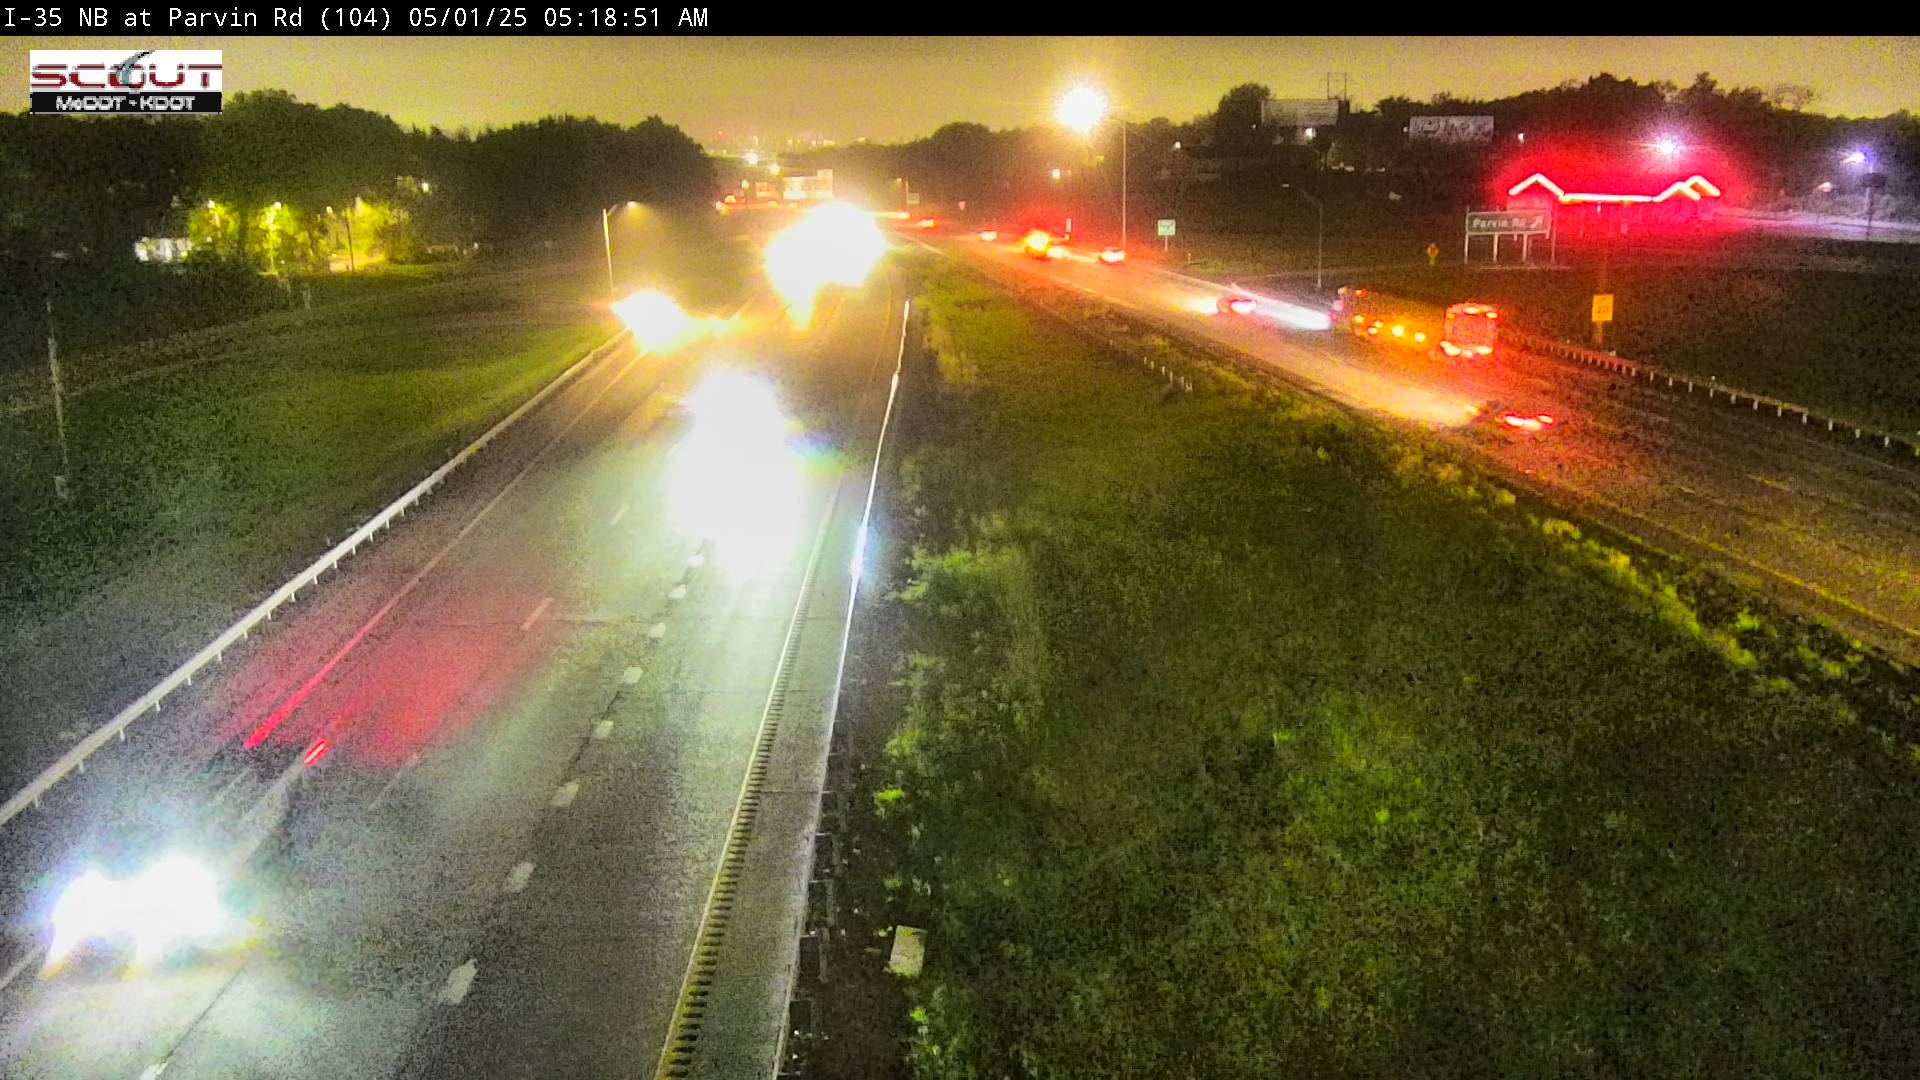 I-35 NB at Parvin Rd (104) 05/01/25 05:18:51 AM
SCOUT
MoDOT - KDOT
Parvin Rd